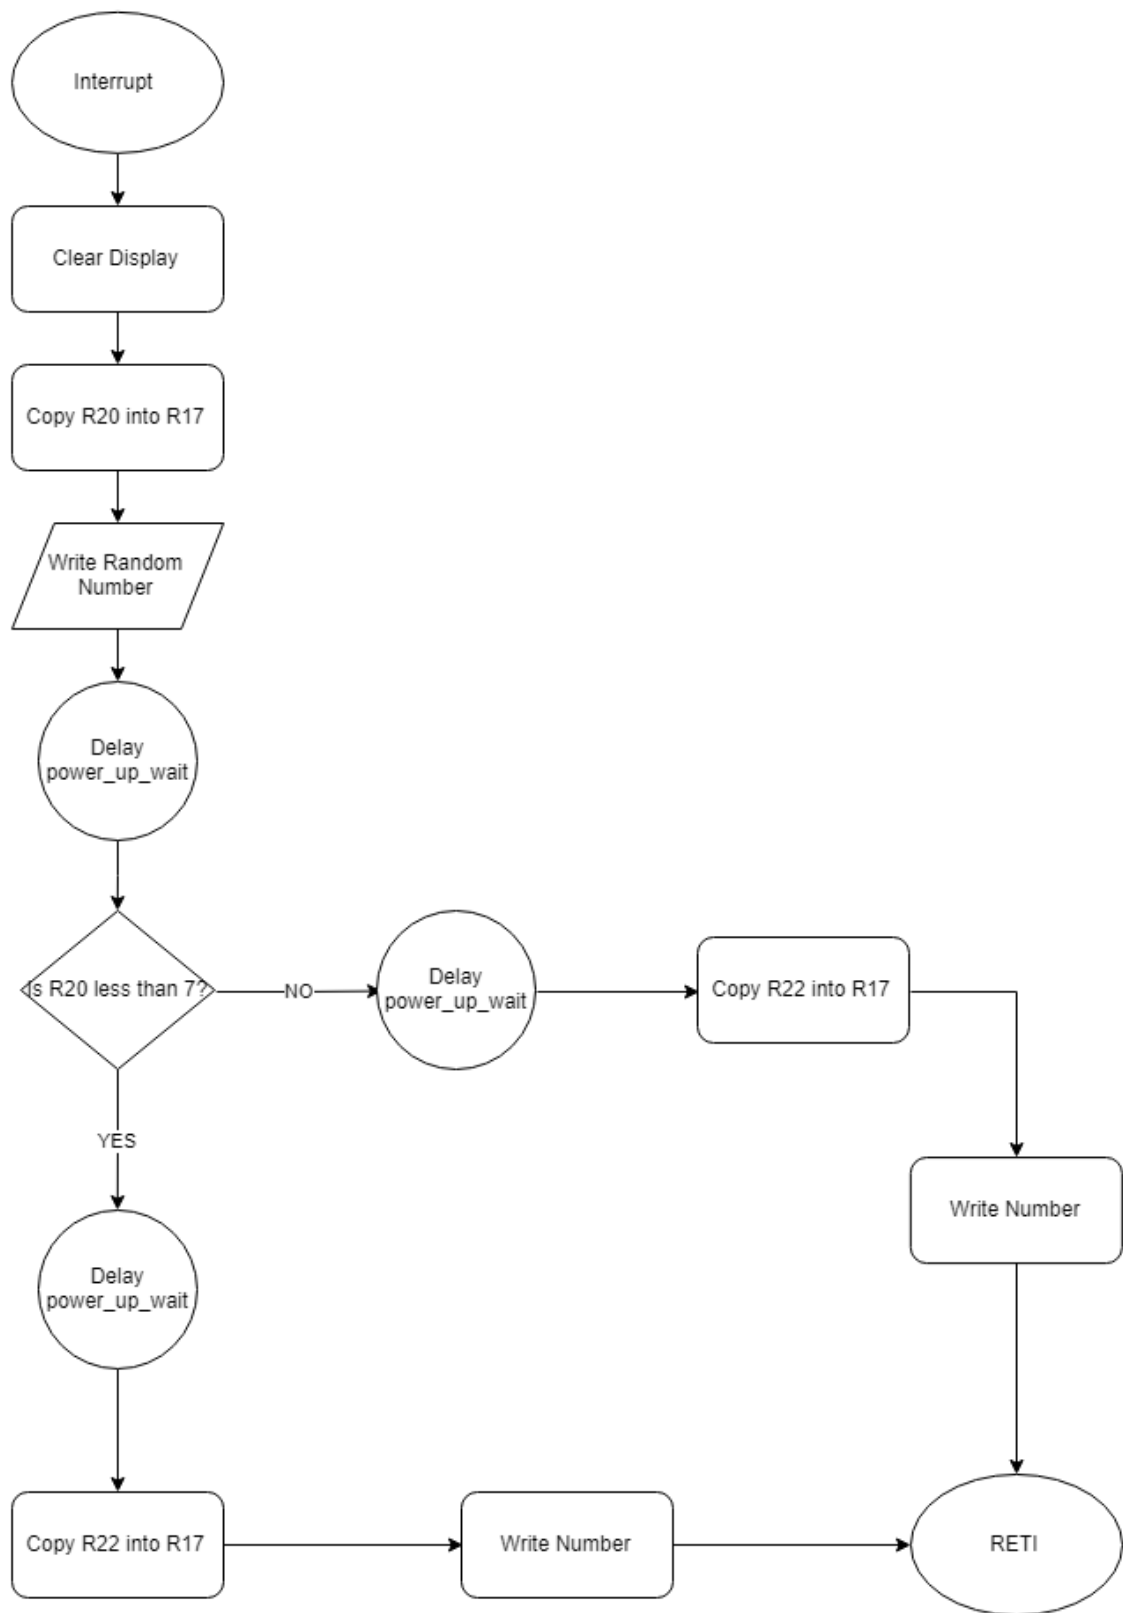 Interrupt
Clear Display
Copy R20 into R17
Write Random
Number
Delay
power_up_wait
Is R20 less than 7?
NO
Delay
power_up_wait
Copy R22 into R17
YES
Write Number
Delay
power_up_wait
Copy R22 into R17
Write Number
RETI